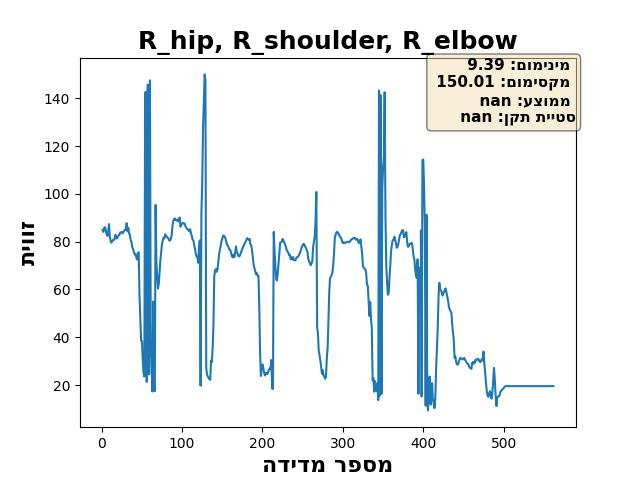 R_hip, R_shoulder, R_elbow
מינימום: 9.39
מקסימום: 150.01
ממוצע: nan
סטיית תקן: nan
זווית
140
120
100
80
60
40
20
0 100 200 300 400 500
מספר מדידה